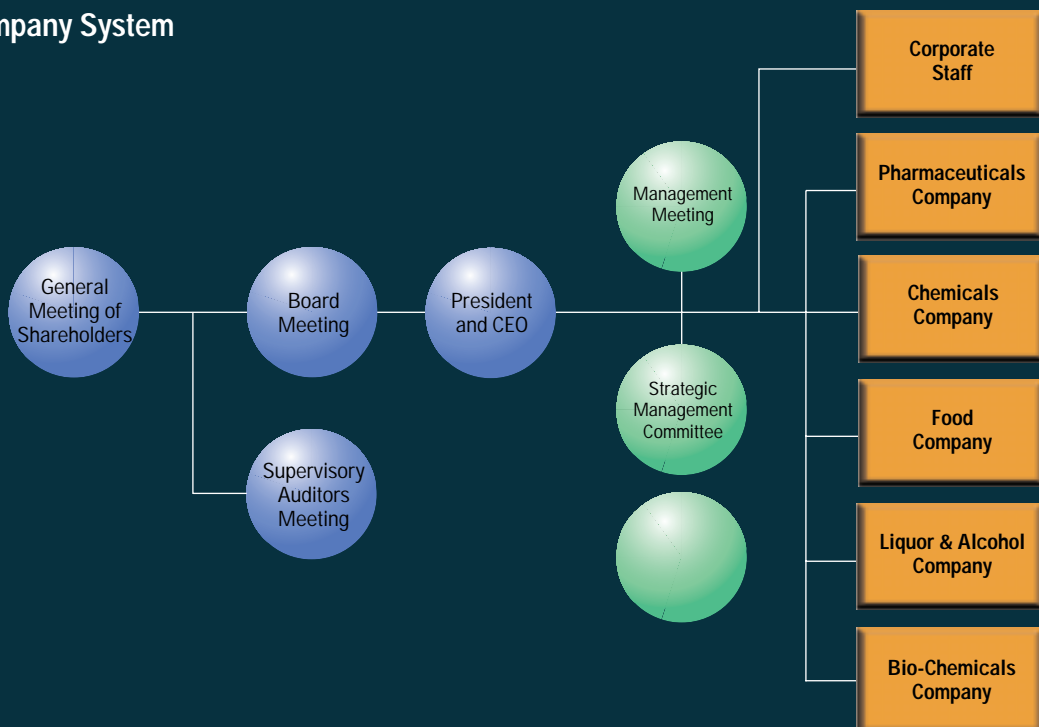 mpany System
Corporate
Staff
Pharmaceuticals
Company
Management
Meeting
General
Meeting of
Shareholders
Board
Meeting
President
and CEO
Chemicals
Company
Strategic
Management
Committee
Food
Company
Supervisory
Auditors
Meeting
Liquor & Alcohol
Company
Bio-Chemicals
Company